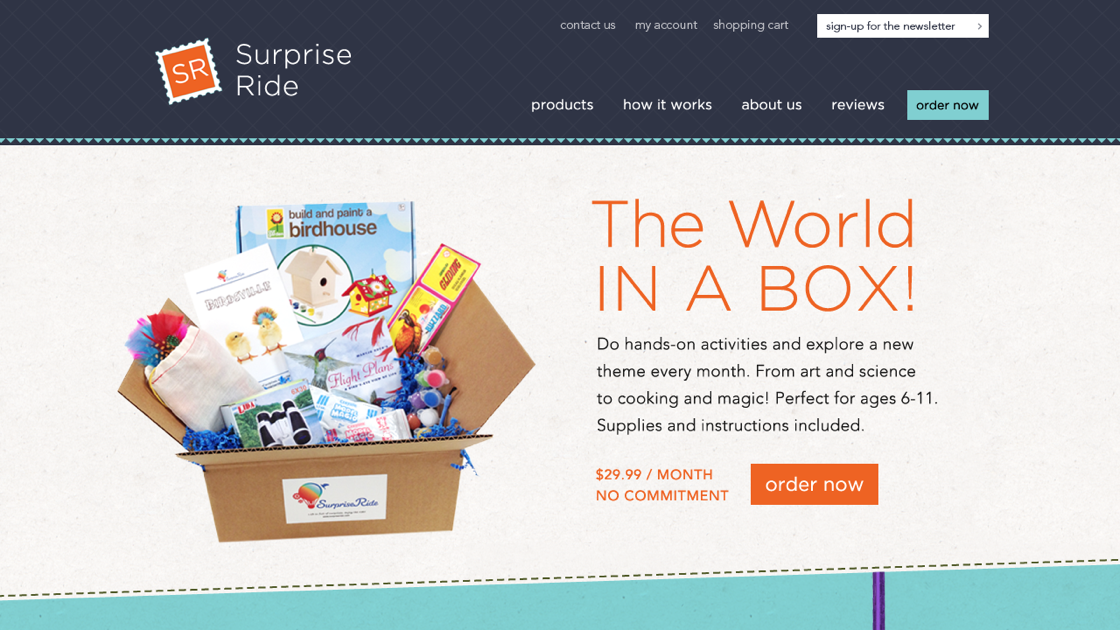 contact us
my account
shopping cart
sign-up for the newsletter
SR
Surprise
Ride
products
how it works
about us
reviews
order now
build and paint a
birdhouse
BIRDSVILLE
GLIDING
Flight Plans
SurpriseRide
The World
IN A BOX!
Do hands-on activities and explore a new
theme every month. From art and science
to cooking and magic! Perfect for ages 6-11.
Supplies and instructions included.
$29.99 / MONTH
NO COMMITMENT
order now